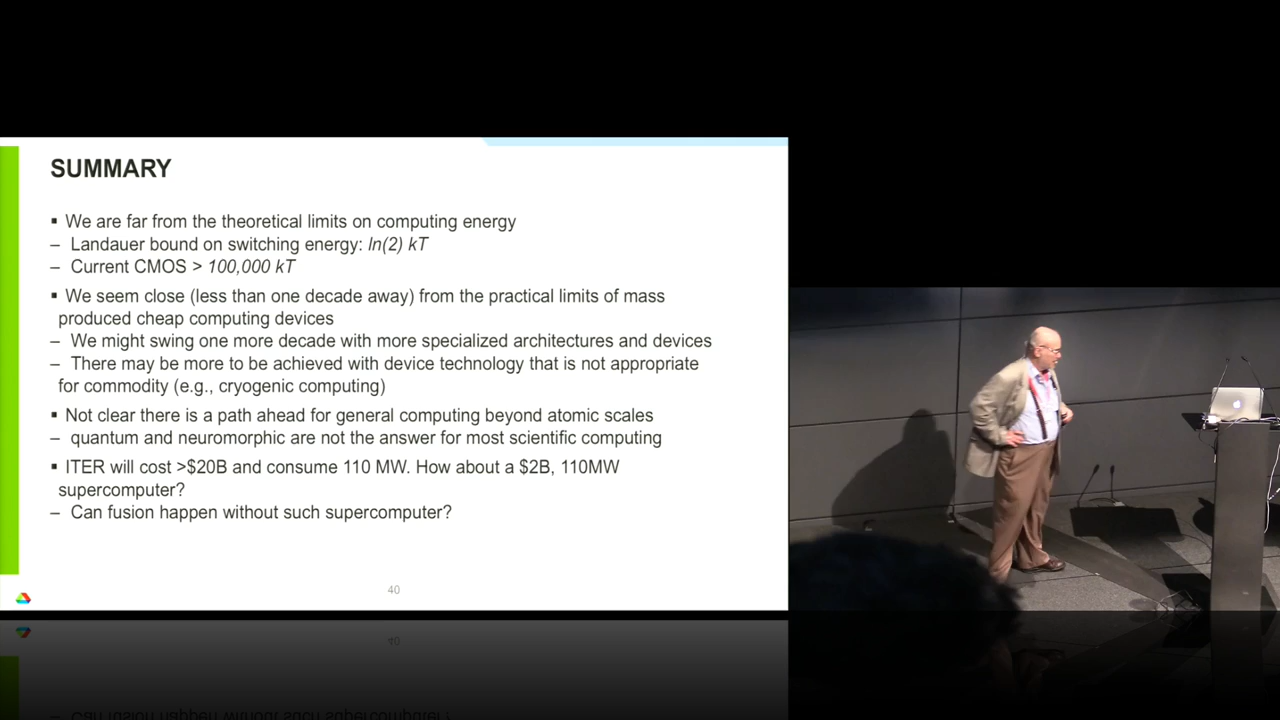 SUMMARY
▪ We are far from the theoretical limits on computing energy
– Landauer bound on switching energy: ln(2) kT
– Current CMOS > 100,000 kT
▪ We seem close (less than one decade away) from the practical limits of mass
produced cheap computing devices
– We might swing one more decade with more specialized architectures and devices
– There may be more to be achieved with device technology that is not appropriate
for commodity (e.g., cryogenic computing)
▪ Not clear there is a path ahead for general computing beyond atomic scales
– quantum and neuromorphic are not the answer for most scientific computing
▪ ITER will cost >$20B and consume 110 MW. How about a $2B, 110MW
supercomputer?
– Can fusion happen without such supercomputer?
40